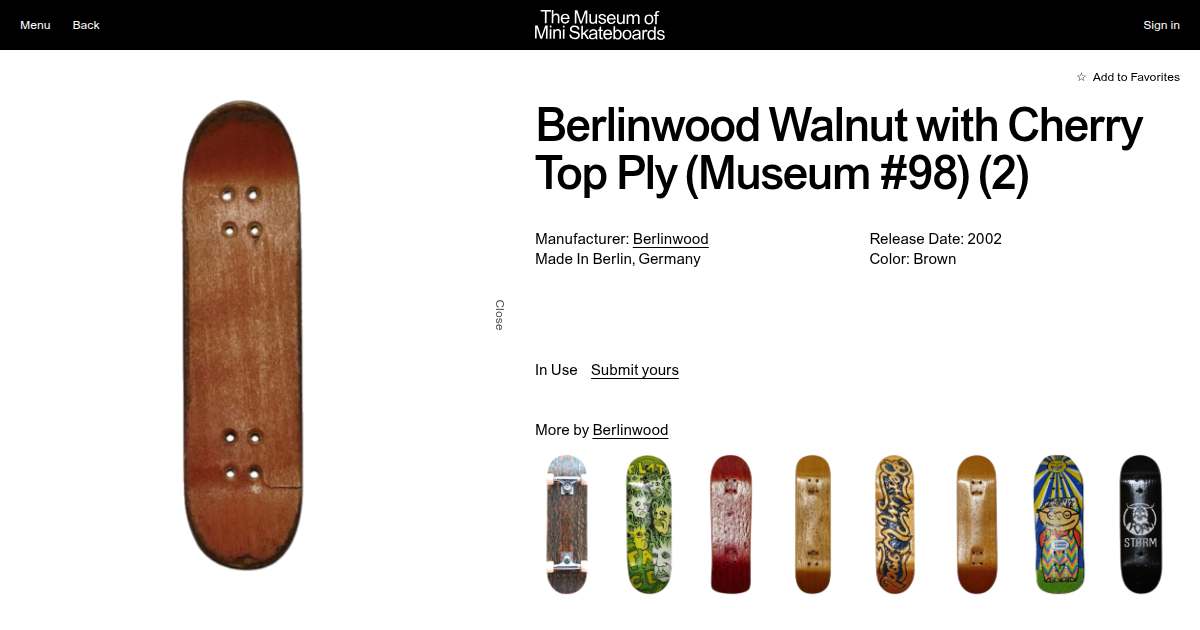 Menu
Back
The Museum of
Mini Skateboards
Sign in
☆ Add to Favorites
Berlinwood Walnut with Cherry
Top Ply (Museum #98) (2)
Manufacturer: Berlinwood
Made In Berlin, Germany
Release Date: 2002
Color: Brown
Close
In Use
Submit yours
More by Berlinwood
STORM